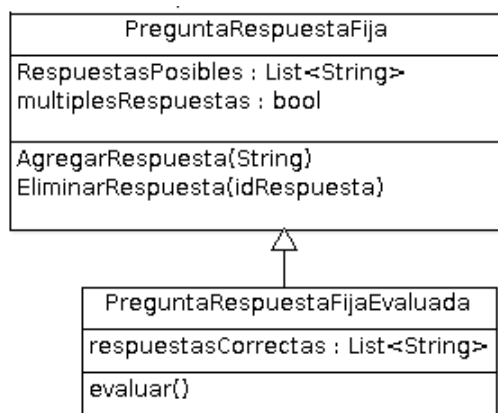 PreguntaRespuestaFija
RespuestasPosibles : List<String>
multiplesRespuestas : bool
AgregarRespuesta(String)
EliminarRespuesta(idRespuesta)
PreguntaRespuestaFijaEvaluada
respuestasCorrectas : List<String>
evaluar()